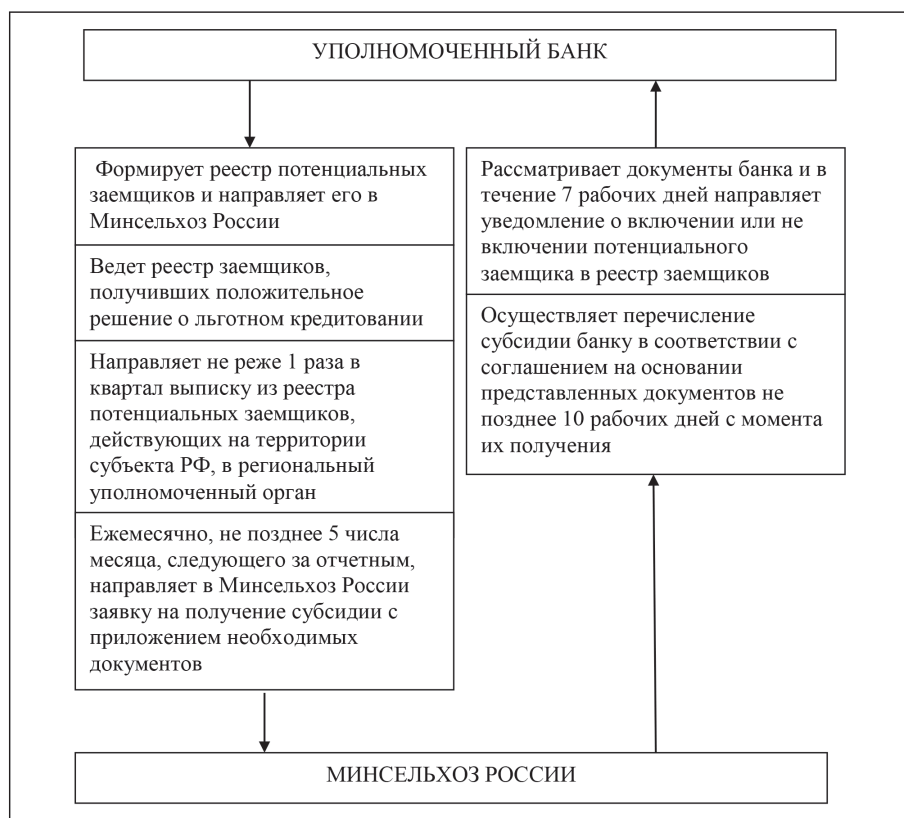 УПОЛНОМОЧЕННЫЙ БАНК
Формирует реестр потенциальных
заемщиков и направляет его в
Минсельхоз России
Ведет реестр заемщиков,
получивших положительное
решение о льготном кредитовании
Направляет не реже 1 раза в
квартал выписку из реестра
потенциальных заемщиков,
действующих на территории
субъекта РФ, в региональный
уполномоченный орган
Ежемесячно, не позднее 5 числа
месяца, следующего за отчетным,
направляет в Минсельхоз России
заявку на получение субсидии с
приложением необходимых
документов
Рассматривает документы банка и в
течение 7 рабочих дней направляет
уведомление о включении или не
включении потенциального
заемщика в реестр заемщиков
Осуществляет перечисление
субсидии банку в соответствии с
соглашением на основании
представленных документов не
позднее 10 рабочих дней с момента
их получения
МИНСЕЛЬХОЗ РОССИИ